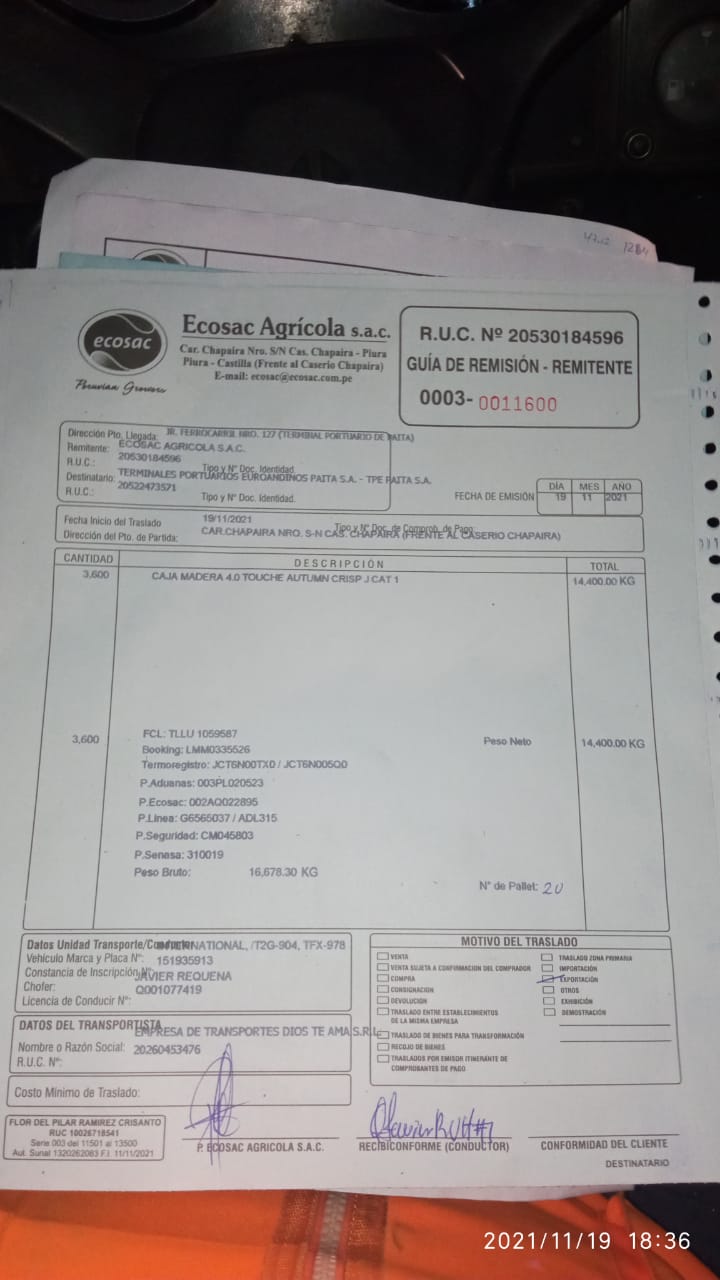 47.12 1284
ecosac
Peruvian Growers
Ecosac Agrícola s.a.c.
Car. Chapaira Nro. S/N Cas. Chapaira - Piura
Piura - Castilla (Frente al Caserio Chapaira)
E-mail: ecosac@ecosac.com.pe
R.U.C. Nº 20530184596
GUÍA DE REMISIÓN - REMITENTE
0003- 0011600
Dirección Pto. Llegada: JR. FERROCARRIL NRO. 127 (TERMINAL PORTUARIO DE PAITA)
Remitente: ECOSAC AGRICOLA S.A.C.
R.U.C.: 20530184596 Tipo y Nº Doc. Identidad.
Destinatario: TERMINALES PORTUARIOS EUROANDINOS PAITA S.A. - TPE PAITA S.A.
R.U.C.: 20522473571 Tipo y Nº Doc. Identidad.
FECHA DE EMISIÓN DÍA MES AÑO
19 11 2021
Fecha Inicio del Traslado 19/11/2021 Tipo y Nº Doc. de Comprob. de Pago:
Dirección del Pto. de Partida: CAR.CHAPAIRA NRO. S-N CAS. CHAPAIRA (FRENTE AL CASERIO CHAPAIRA)
CANTIDAD DESCRIPCIÓN TOTAL
3,600 CAJA MADERA 4.0 TOUCHE AUTUMN CRISP J CAT 1 14,400.00 KG
3,600 FCL: TLLU 1059587 Peso Neto 14,400.00 KG
Booking: LMM0335526
Termoregistro: JCT6N00TX0 / JCT6N005Q0
P.Aduanas: 003PL020523
P.Ecosac: 002AQ022895
P.Linea: G6565037 / ADL315
P.Seguridad: CM045803
P.Senasa: 310019
Peso Bruto: 16,678.30 KG
N° de Pallet: 20
Datos Unidad Transporte/Conductor INTERNATIONAL, /T2G-904, TFX-978
Vehículo Marca y Placa Nº: 151935913
Constancia de Inscripción Nº: JAVIER REQUENA
Chofer: Q001077419
Licencia de Conducir Nº:
DATOS DEL TRANSPORTISTA
EMPRESA DE TRANSPORTES DIOS TE AMA S.R.L
Nombre o Razón Social: 20260453476
R.U.C. Nº:
Costo Mínimo de Traslado:
MOTIVO DEL TRASLADO
VENTA
VENTA SUJETA A CONFIRMACION DEL COMPRADOR
COMPRA
CONSIGNACION
DEVOLUCION
TRASLADO ENTRE ESTABLECIMIENTOS
DE LA MISMA EMPRESA
TRASLADO DE BIENES PARA TRANSFORMACIÓN
RECOJO DE BIENES
TRASLADOS POR EMISOR ITINERANTE DE
COMPROBANTES DE PAGO
TRASLADO ZONA PRIMARIA
IMPORTACIÓN
EXPORTACIÓN
OTROS
EXHIBICIÓN
DEMOSTRACIÓN
FLOR DEL PILAR RAMIREZ CRISANTO
RUC 10026718541
Serie 003 del 11501 al 13500
Aut. Sunat 1320262083 F.I. 11/11/2021
P. ECOSAC AGRICOLA S.A.C.
RECIBI CONFORME (CONDUCTOR)
CONFORMIDAD DEL CLIENTE
DESTINATARIO
2021/11/19 18:36